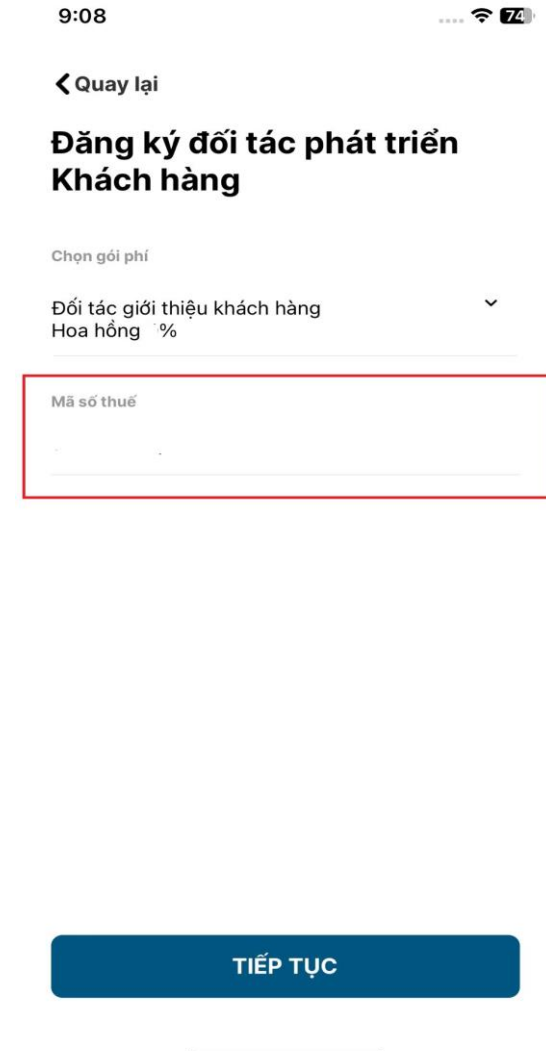 9:08
74
Quay lại
Đăng ký đối tác phát triển
Khách hàng
Chọn gói phí
Đối tác giới thiệu khách hàng
Hoa hồng %
Mã số thuế
TIẾP TỤC